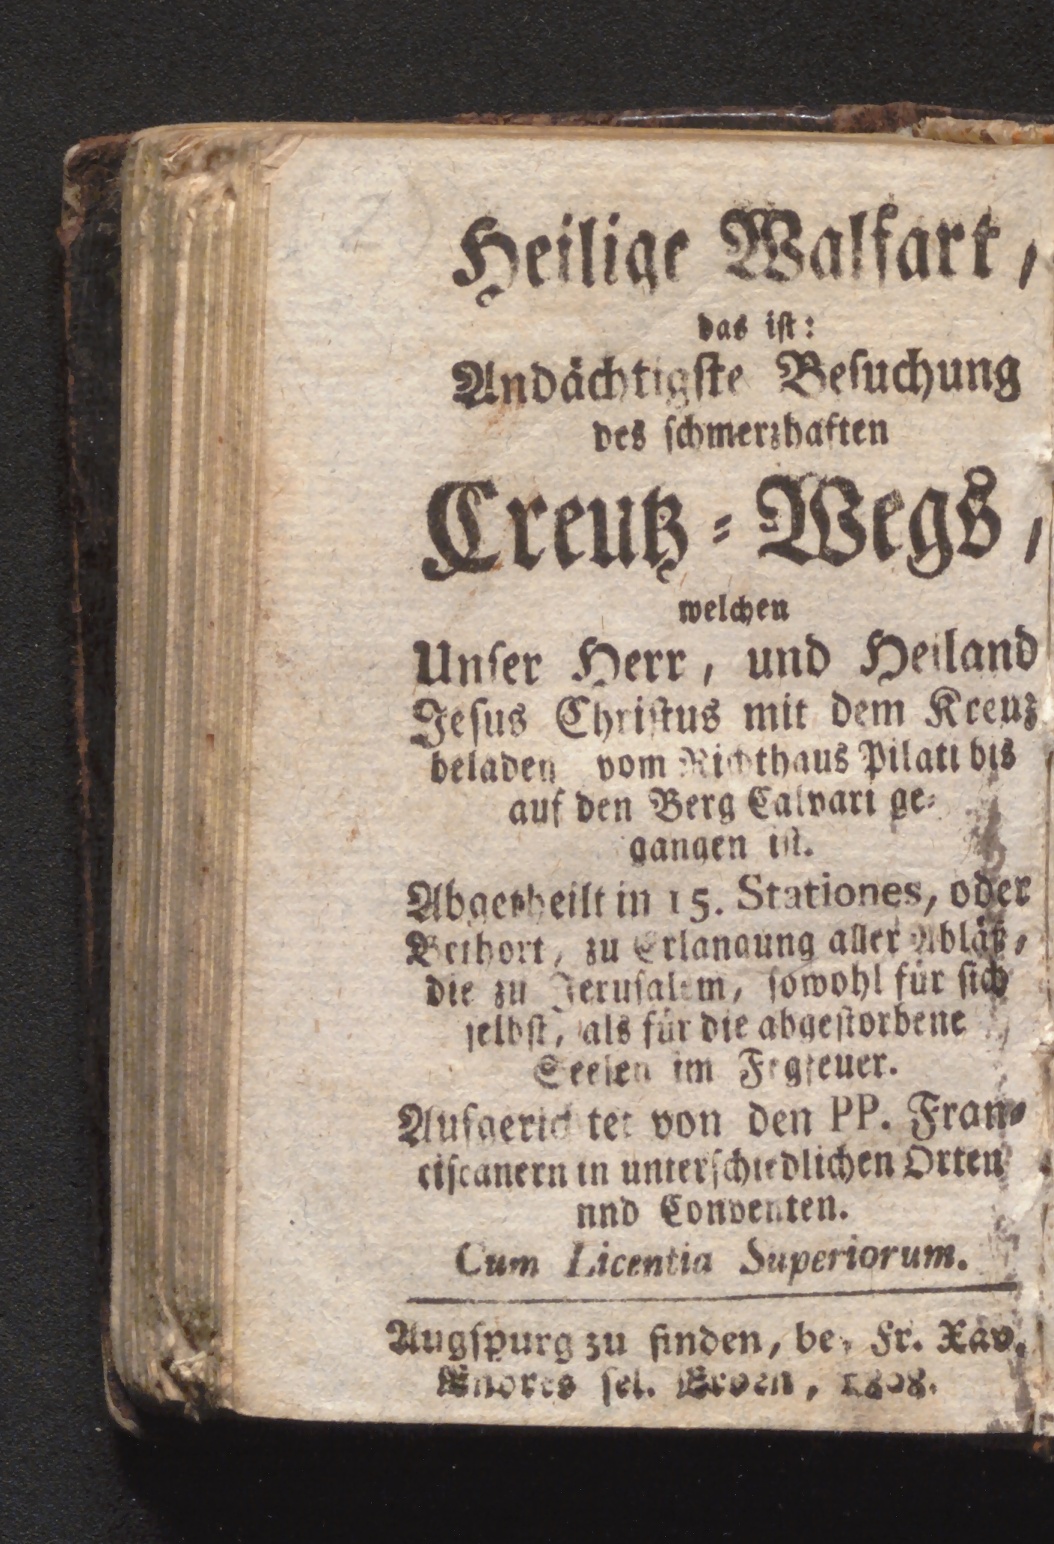 Heilige Walfart,
das ist:
Andächtigste Besuchung
des schmerzhaften
Creutz-Wegs,
welchen
Unser Herr, und Heiland
Jesus Christus mit dem Kreuz
beladen vom Richthaus Pilati bis
auf den Berg Calvari ge-
gangen ist.
Abgetheilt in 15. Stationes, oder
Bethort, zu Erlangung aller Abläß,
die zu Jerusalem, sowohl für sich
selbst, als für die abgestorbene
Seelen im Fegfeuer.
Aufgerichtet von den PP. Fran-
ciscanern in unterschiedlichen Orten
nnd Conventen.
Cum Licentia Superiorum.
Augspurg zu finden, bey Fr. Xav.
sel. Erben, 1808.